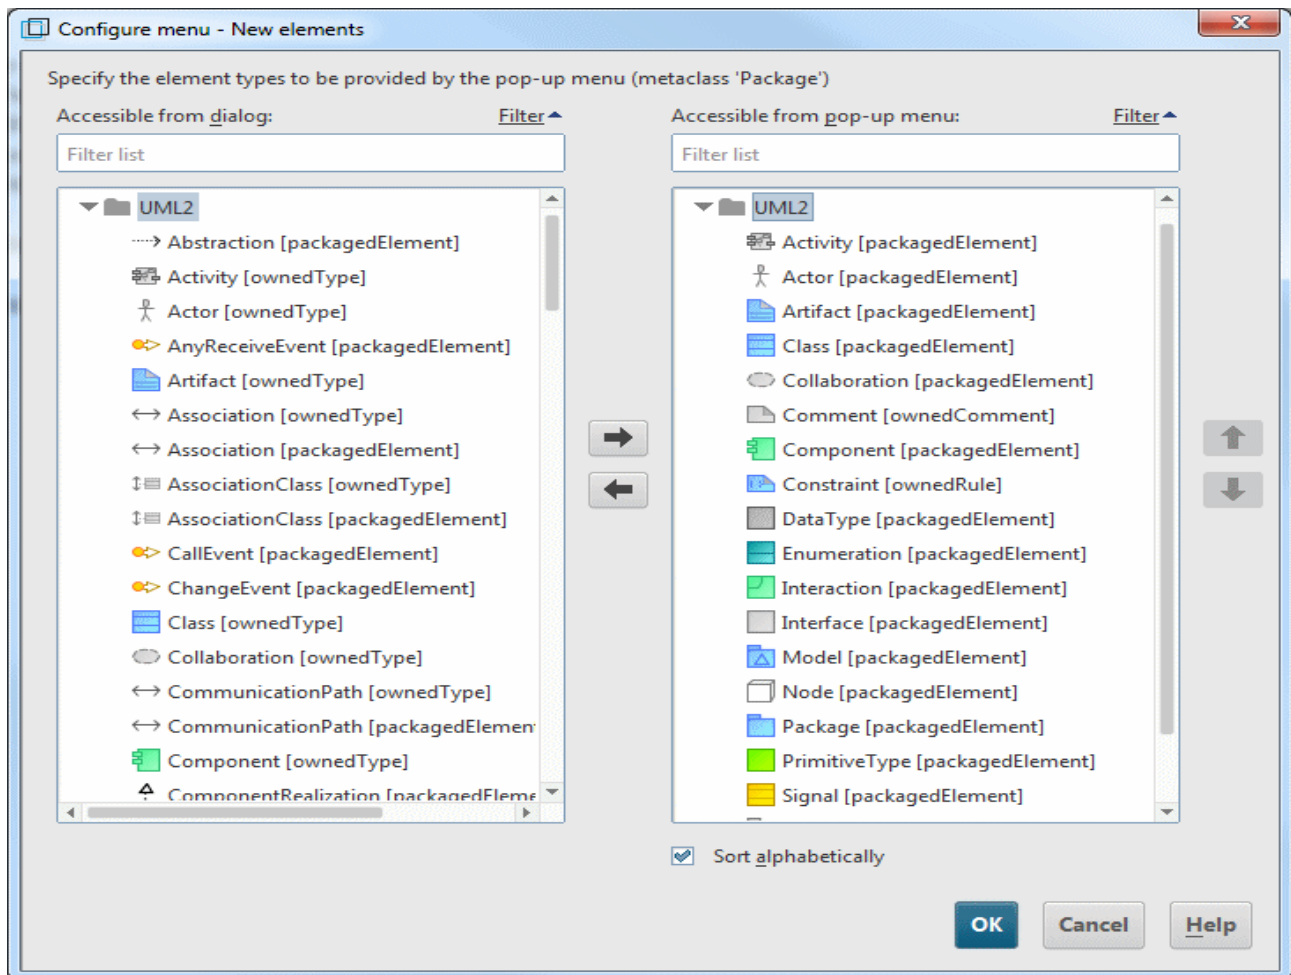 Configure menu - New elements
Specify the element types to be provided by the pop-up menu (metaclass 'Package')
Accessible from dialog:
Filter
Filter list
UML2
Abstraction [packagedElement]
Activity [ownedType]
Actor [ownedType]
AnyReceiveEvent [packagedElement]
Artifact [ownedType]
Association [ownedType]
Association [packagedElement]
AssociationClass [ownedType]
AssociationClass [packagedElement]
CallEvent [packagedElement]
ChangeEvent [packagedElement]
Class [ownedType]
Collaboration [ownedType]
CommunicationPath [ownedType]
CommunicationPath [packagedElemen
Component [ownedType]
ComponentRealization [packagedEleme
Accessible from pop-up menu:
Filter
Filter list
UML2
Activity [packagedElement]
Actor [packagedElement]
Artifact [packagedElement]
Class [packagedElement]
Collaboration [packagedElement]
Comment [ownedComment]
Component [packagedElement]
Constraint [ownedRule]
DataType [packagedElement]
Enumeration [packagedElement]
Interaction [packagedElement]
Interface [packagedElement]
Model [packagedElement]
Node [packagedElement]
Package [packagedElement]
PrimitiveType [packagedElement]
Signal [packagedElement]
Sort alphabetically
OK
Cancel
Help